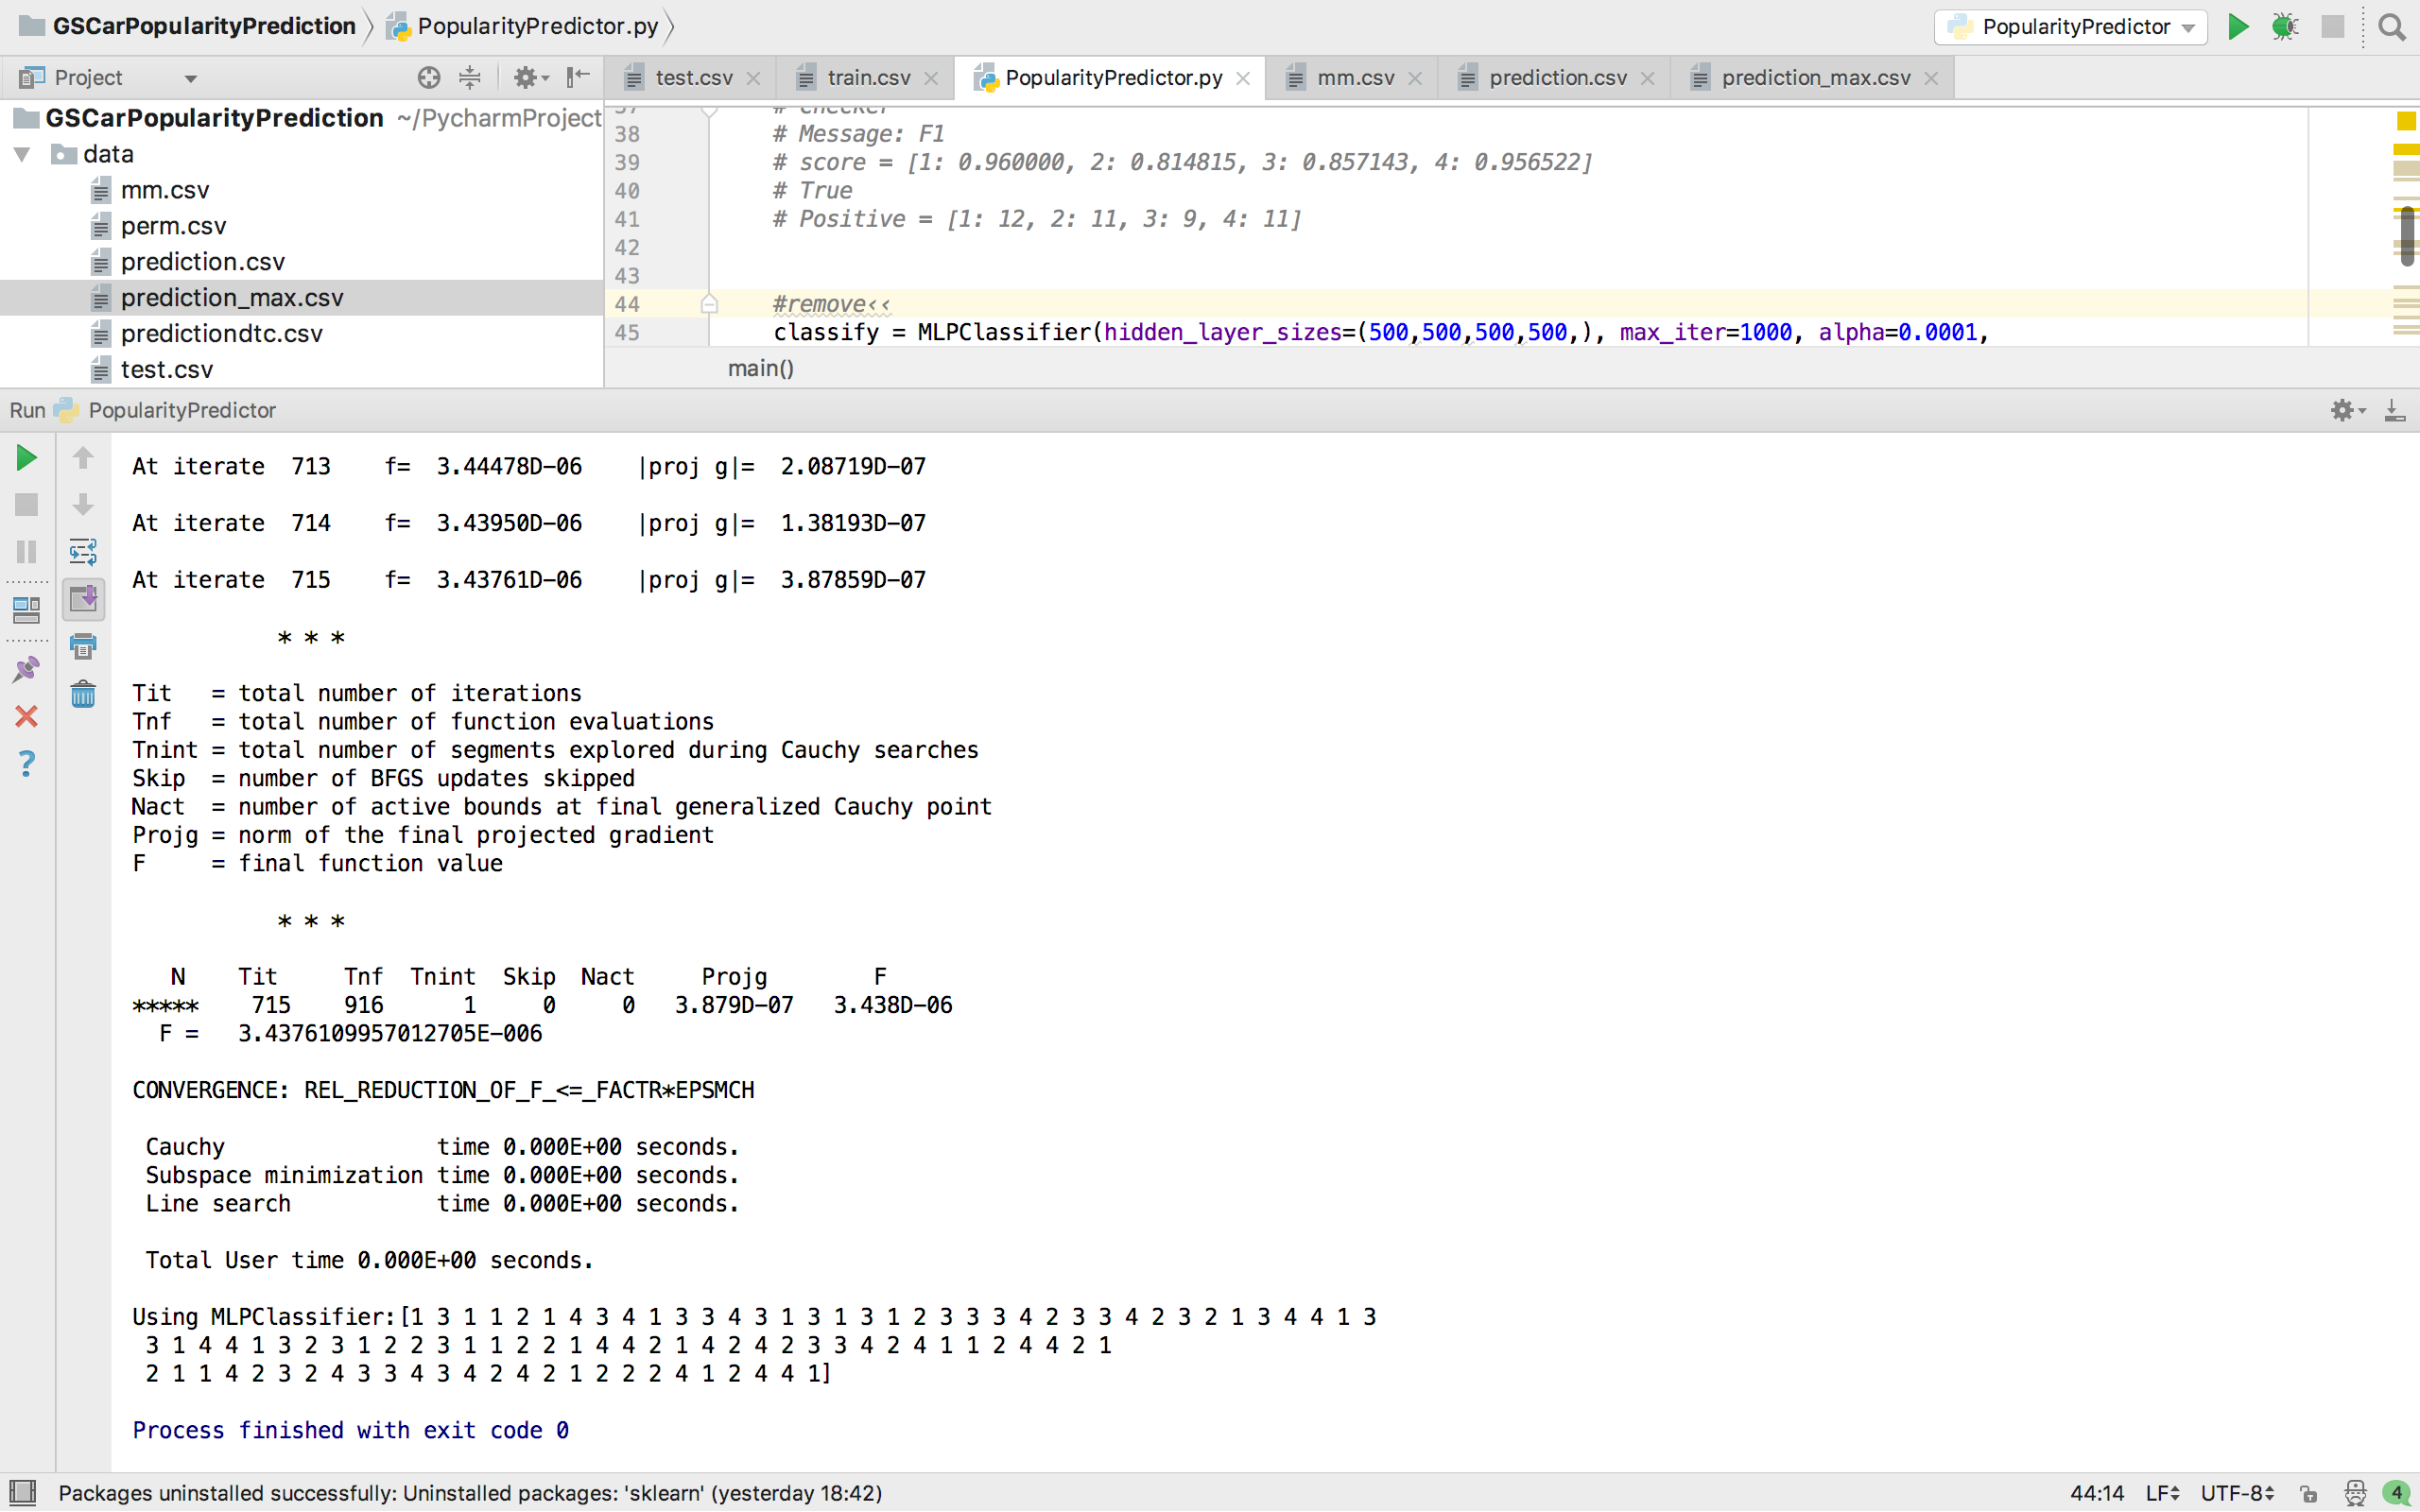 GSCarPopularityPrediction PopularityPredictor.py PopularityPredictor
Project test.csv train.csv PopularityPredictor.py mm.csv prediction.csv prediction_max.csv
GSCarPopularityPrediction ~/PycharmProject
data
mm.csv
perm.csv
prediction.csv
prediction_max.csv
predictiondtc.csv
test.csv
37 # Checker
38 # Message: F1
39 # score = [1: 0.960000, 2: 0.814815, 3: 0.857143, 4: 0.956522]
40 # True
41 # Positive = [1: 12, 2: 11, 3: 9, 4: 11]
42
43
44 #remove<<
45 classify = MLPClassifier(hidden_layer_sizes=(500,500,500,500,), max_iter=1000, alpha=0.0001,
main()
Run PopularityPredictor
At iterate 713 f= 3.44478D-06 |proj g|= 2.08719D-07
At iterate 714 f= 3.43950D-06 |proj g|= 1.38193D-07
At iterate 715 f= 3.43761D-06 |proj g|= 3.87859D-07
* * *
Tit = total number of iterations
Tnf = total number of function evaluations
Tnint = total number of segments explored during Cauchy searches
Skip = number of BFGS updates skipped
Nact = number of active bounds at final generalized Cauchy point
Projg = norm of the final projected gradient
F = final function value
* * *
N Tit Tnf Tnint Skip Nact Projg F
***** 715 916 1 0 0 3.879D-07 3.438D-06
F = 3.4376109957012705E-006
CONVERGENCE: REL_REDUCTION_OF_F_<=_FACTR*EPSMCH
Cauchy time 0.000E+00 seconds.
Subspace minimization time 0.000E+00 seconds.
Line search time 0.000E+00 seconds.
Total User time 0.000E+00 seconds.
Using MLPClassifier:[1 3 1 1 2 1 4 3 4 1 3 3 4 3 1 3 1 3 1 2 3 3 3 4 2 3 3 4 2 3 2 1 3 4 4 1 3
3 1 4 4 1 3 2 3 1 2 2 3 1 1 2 2 1 4 4 2 1 4 2 4 2 3 3 4 2 4 1 1 2 4 4 2 1
2 1 1 4 2 3 2 4 3 3 4 3 4 2 4 2 1 2 2 2 4 1 2 4 4 1]
Process finished with exit code 0
Packages uninstalled successfully: Uninstalled packages: 'sklearn' (yesterday 18:42) 44:14 LF UTF-8 4